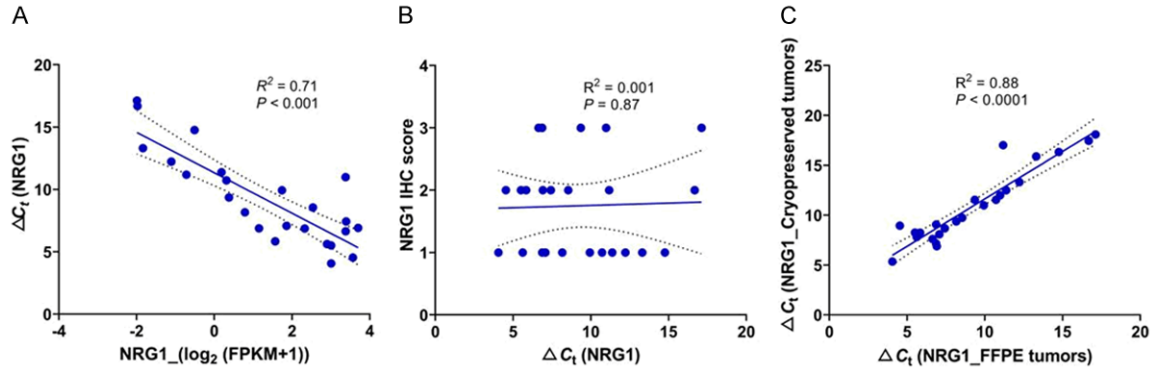 A
20
15
10
5
0
-4
-2
0
2
4
ΔCt (NRG1)
NRG1_(log2 (FPKM+1))
R2 = 0.71
P < 0.001
B
4
3
2
1
0
0
5
10
15
20
NRG1 IHC score
△Ct (NRG1)
R2 = 0.001
P = 0.87
C
25
20
15
10
5
0
0
5
10
15
20
△Ct (NRG1_Cryopreserved tumors)
△Ct (NRG1_FFPE tumors)
R2 = 0.88
P < 0.0001